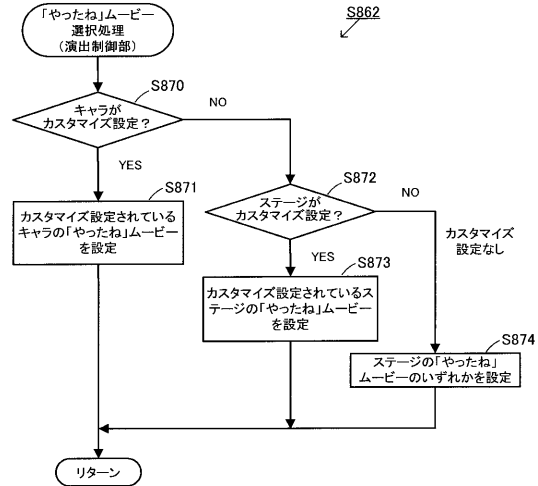 「やったね」ムービー
選択処理
(演出制御部)
S862
S870
キャラが
カスタマイズ設定?
NO
YES
S871
カスタマイズ設定されている
キャラの「やったね」ムービー
を設定
S872
ステージが
カスタマイズ設定?
NO
YES
カスタマイズ
設定なし
S873
カスタマイズ設定されているス
テージの「やったね」ムービー
を設定
S874
ステージの「やったね」
ムービーのいずれかを設定
リターン